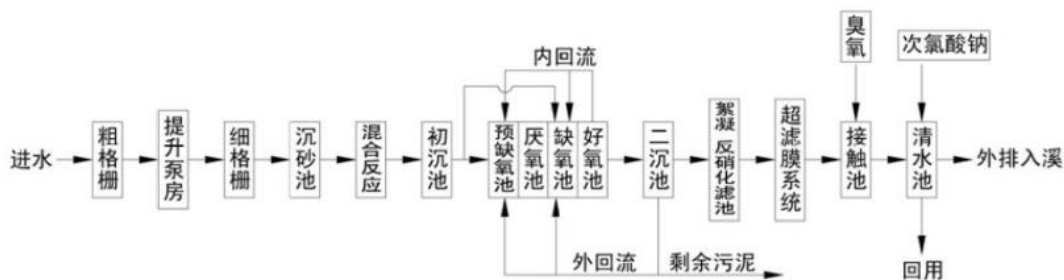 臭氧
次氯酸钠
内回流
进水
粗格栅
提升泵房
细格栅
沉砂池
混合反应
初沉池
预缺氧池
厌氧池
缺氧池
好氧池
二沉池
絮凝
反硝化滤池
超滤膜系统
接触池
清水池
外排入溪
外回流
剩余污泥
回用